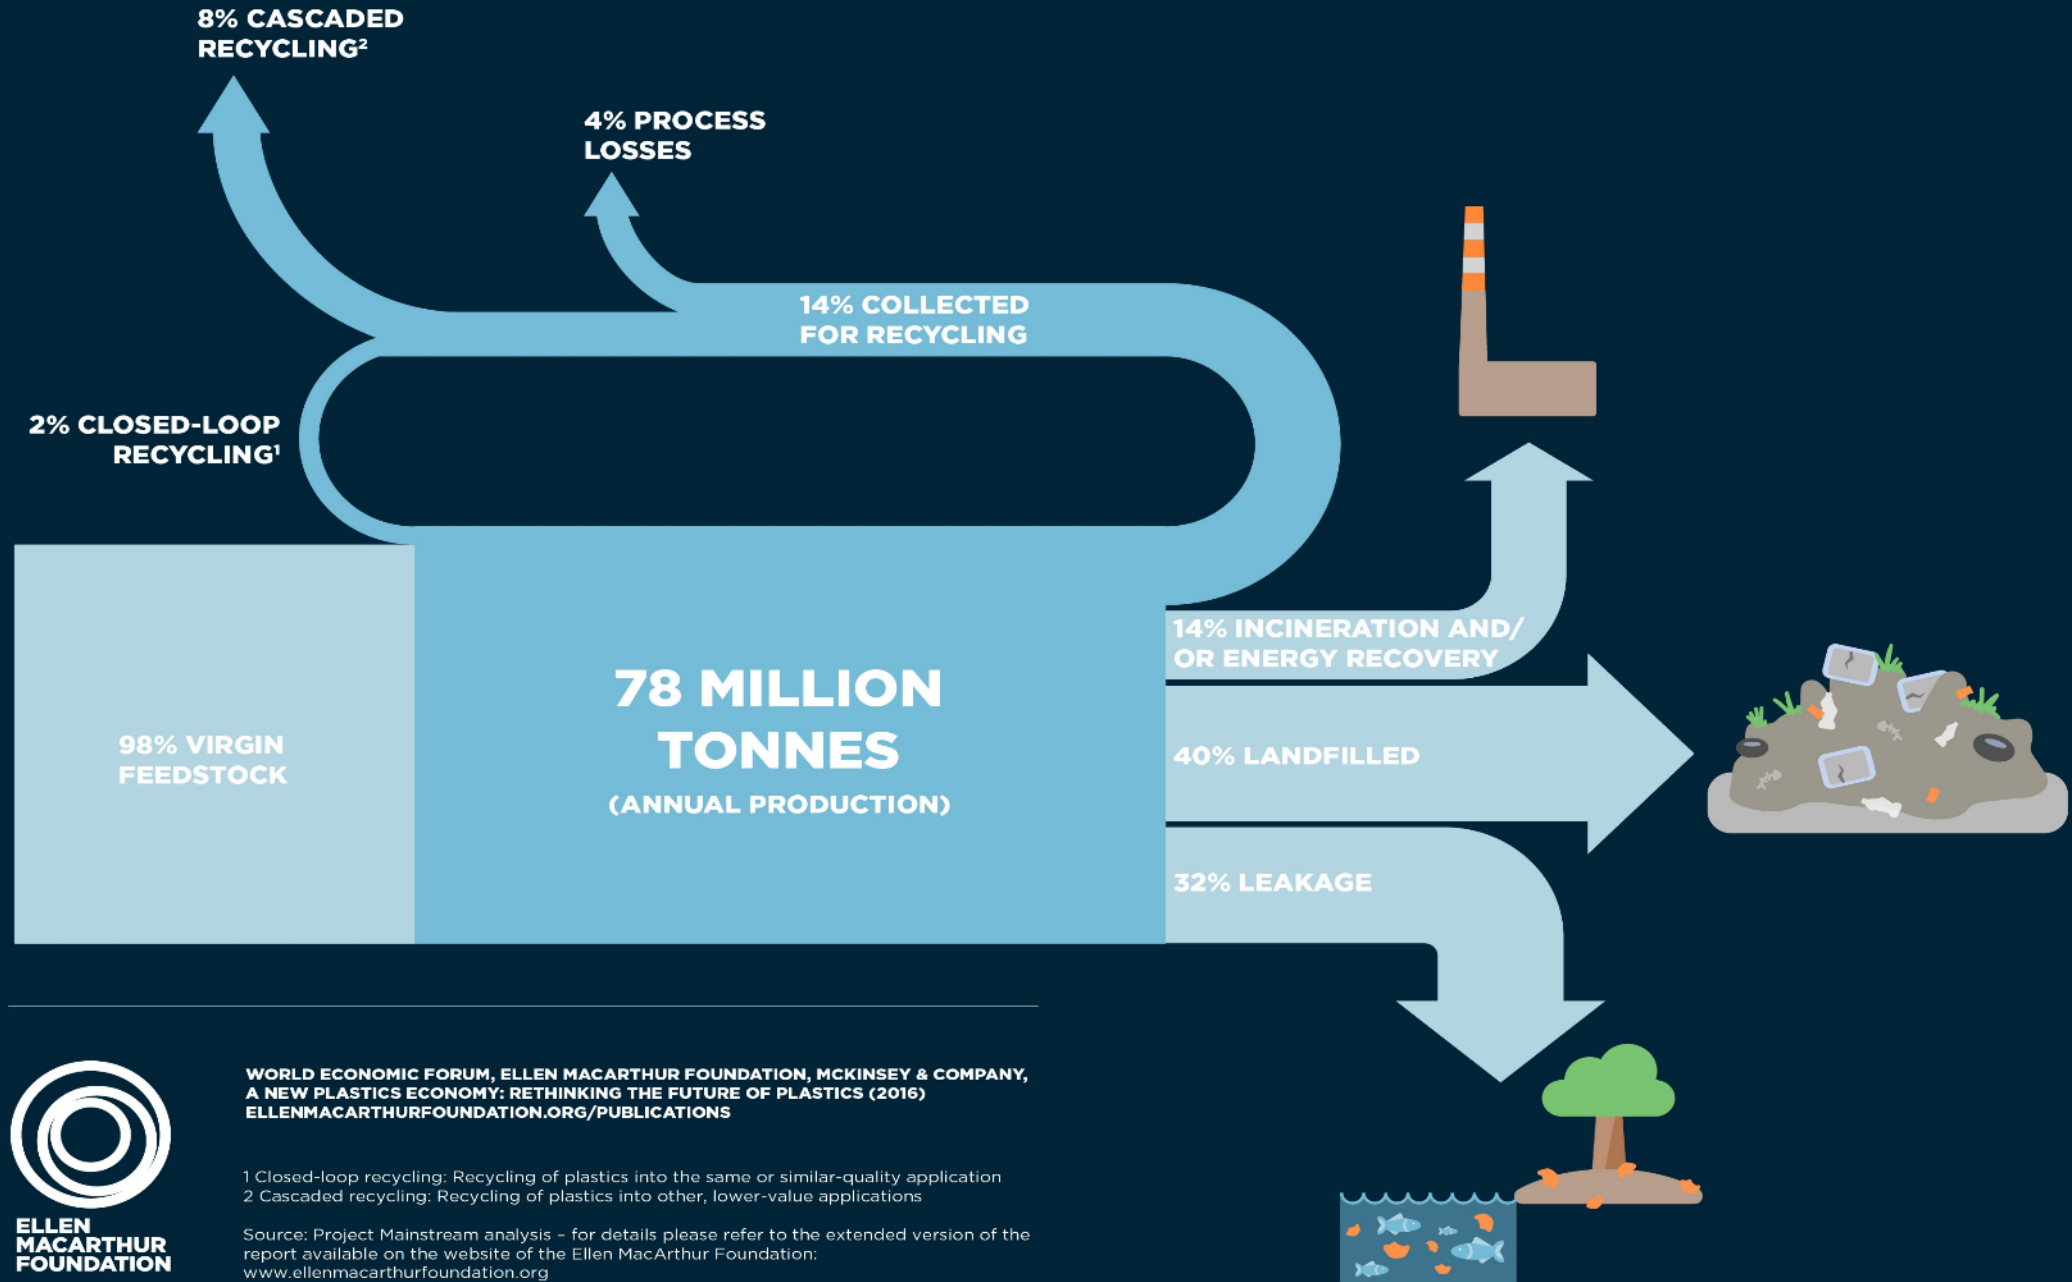 8% CASCADED
RECYCLING²
4% PROCESS
LOSSES
14% COLLECTED
FOR RECYCLING
2% CLOSED-LOOP
RECYCLING¹
98% VIRGIN
FEEDSTOCK
78 MILLION
TONNES
(ANNUAL PRODUCTION)
14% INCINERATION AND/
OR ENERGY RECOVERY
40% LANDFILLED
32% LEAKAGE
WORLD ECONOMIC FORUM, ELLEN MACARTHUR FOUNDATION, MCKINSEY & COMPANY,
A NEW PLASTICS ECONOMY: RETHINKING THE FUTURE OF PLASTICS (2016)
ELLENMACARTHURFOUNDATION.ORG/PUBLICATIONS
1 Closed-loop recycling: Recycling of plastics into the same or similar-quality application
2 Cascaded recycling: Recycling of plastics into other, lower-value applications
Source: Project Mainstream analysis – for details please refer to the extended version of the
report available on the website of the Ellen MacArthur Foundation:
www.ellenmacarthurfoundation.org
ELLEN
MACARTHUR
FOUNDATION